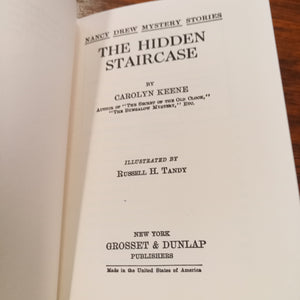 NANCY DREW MYSTERY STORIES
THE HIDDEN
STAIRCASE
BY
CAROLYN KEENE
AUTHOR OF "THE SECRET OF THE OLD CLOCK,"
"THE BUNGALOW MYSTERY," ETC.
ILLUSTRATED BY
RUSSELL H. TANDY
NEW YORK
GROSSET & DUNLAP
PUBLISHERS
Made in the United States of America